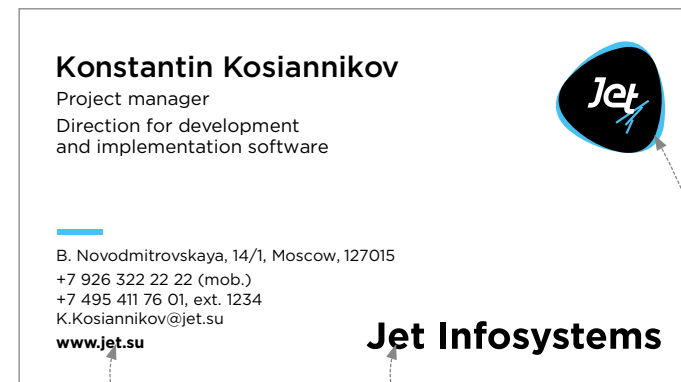 Konstantin Kosiannikov
Project manager
Direction for development
and implementation software
Jet
B. Novodmitrovskaya, 14/1, Moscow, 127015
+7 926 322 22 22 (mob.)
+7 495 411 76 01, ext. 1234
K.Kosiannikov@jet.su
www.jet.su
Jet Infosystems